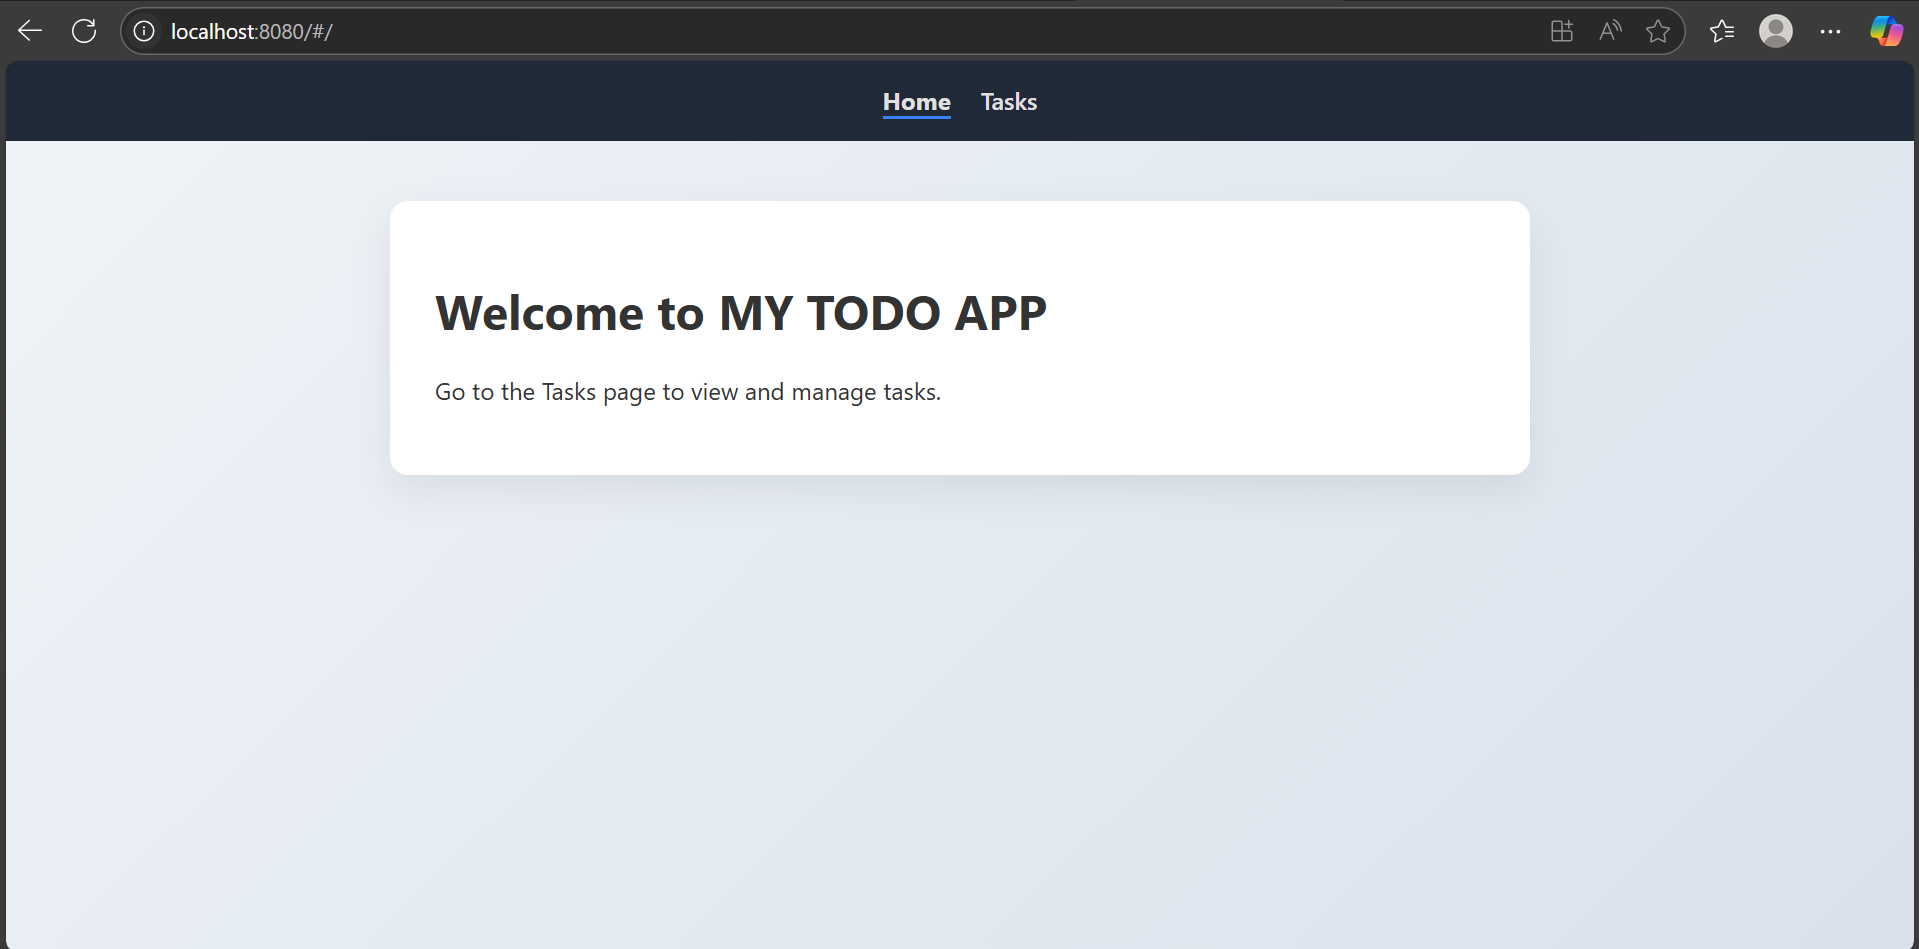 localhost:8080/#/
Home Tasks
Welcome to MY TODO APP
Go to the Tasks page to view and manage tasks.